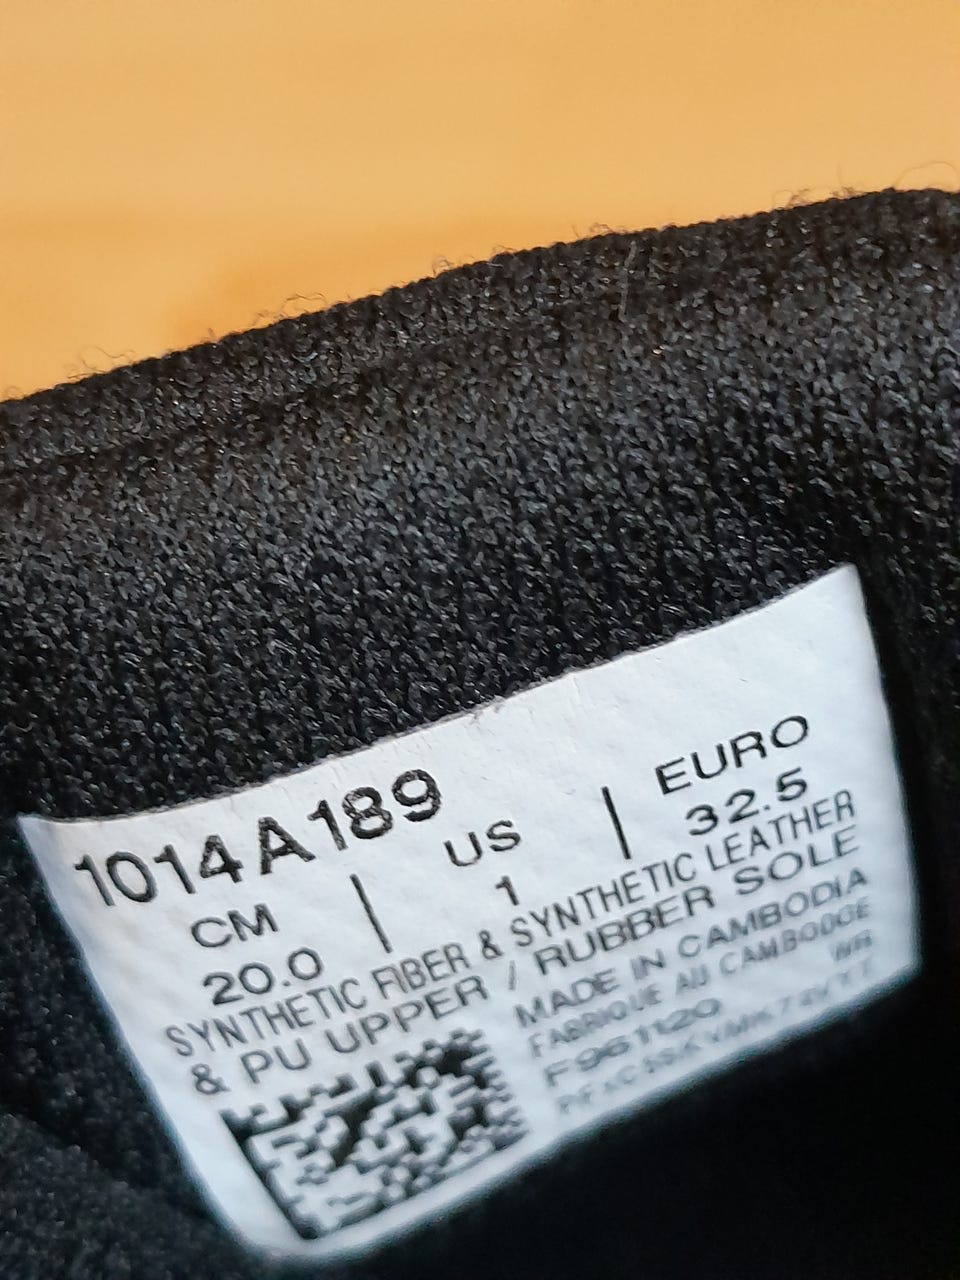 1014A189
CM | US | EURO
20.0 1 32.5
SYNTHETIC FIBER & SYNTHETIC LEATHER
& PU UPPER / RUBBER SOLE
MADE IN CAMBODIA
FABRIQUE AU CAMBODGE
F961120